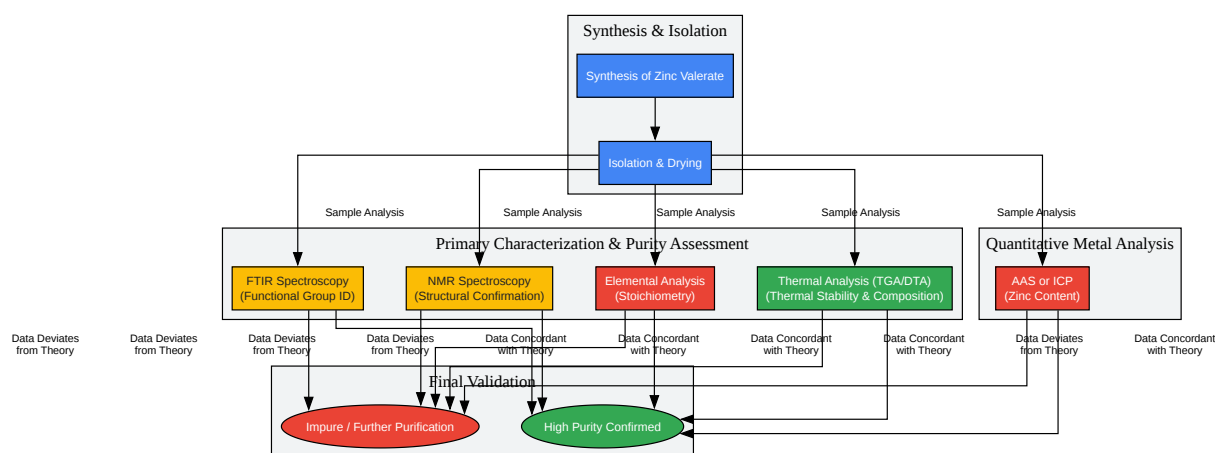 Synthesis & Isolation
Synthesis of Zinc Valerate
Isolation & Drying
Sample Analysis
Sample Analysis
Sample Analysis
Sample Analysis
Sample Analysis
Primary Characterization & Purity Assessment
Quantitative Metal Analysis
FTIR Spectroscopy
(Functional Group ID)
NMR Spectroscopy
(Structural Confirmation)
Elemental Analysis
(Stoichiometry)
Thermal Analysis (TGA/DTA)
(Thermal Stability & Composition)
AAS or ICP
(Zinc Content)
Data Deviates
from Theory
Data Deviates
from Theory
Data Deviates
from Theory
Data Deviates
from Theory
Data Concordant
with Theory
Data Concordant
with Theory
Data Concordant
with Theory
Data Concordant
with Theory
Data Deviates
from Theory
Data Concordant
with Theory
Final Validation
Impure / Further Purification
High Purity Confirmed